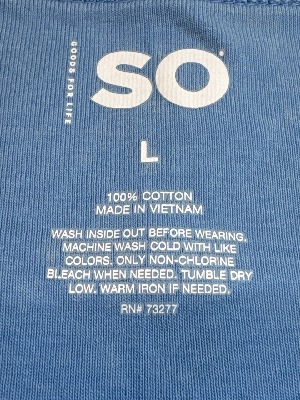 GOODS FOR LIFE
SO
L
100% COTTON
MADE IN VIETNAM
WASH INSIDE OUT BEFORE WEARING.
MACHINE WASH COLD WITH LIKE
COLORS. ONLY NON-CHLORINE
BLEACH WHEN NEEDED. TUMBLE DRY
LOW. WARM IRON IF NEEDED.
RN# 73277